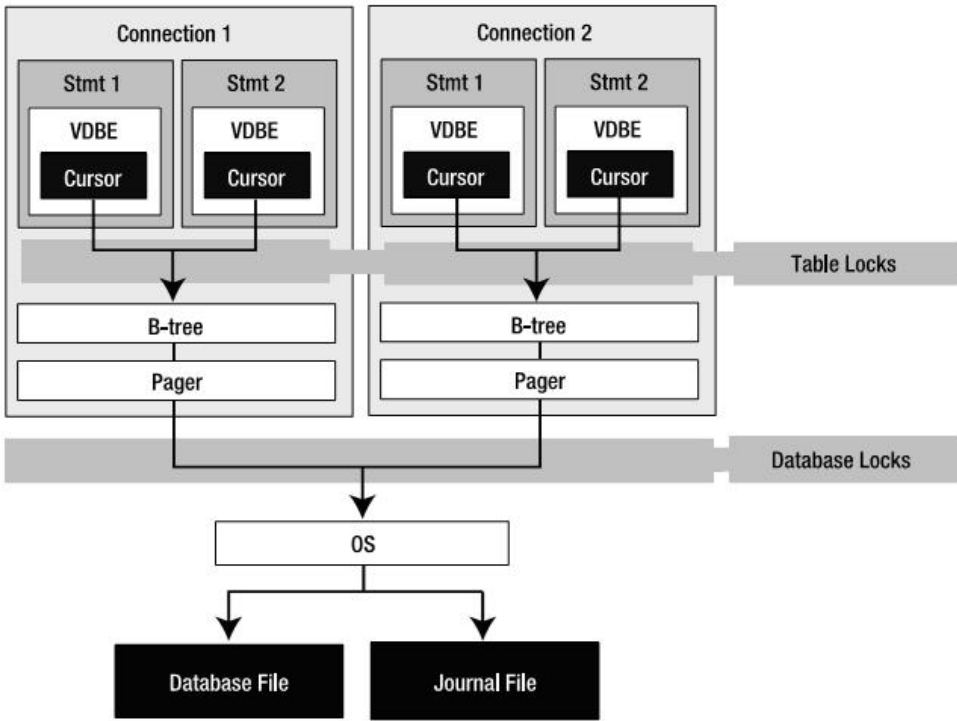 Connection 1
Stmt 1
VDBE
Cursor
Stmt 2
VDBE
Cursor
Connection 2
Stmt 1
VDBE
Cursor
Stmt 2
VDBE
Cursor
Table Locks
B-tree
Pager
B-tree
Pager
Database Locks
OS
Database File
Journal File